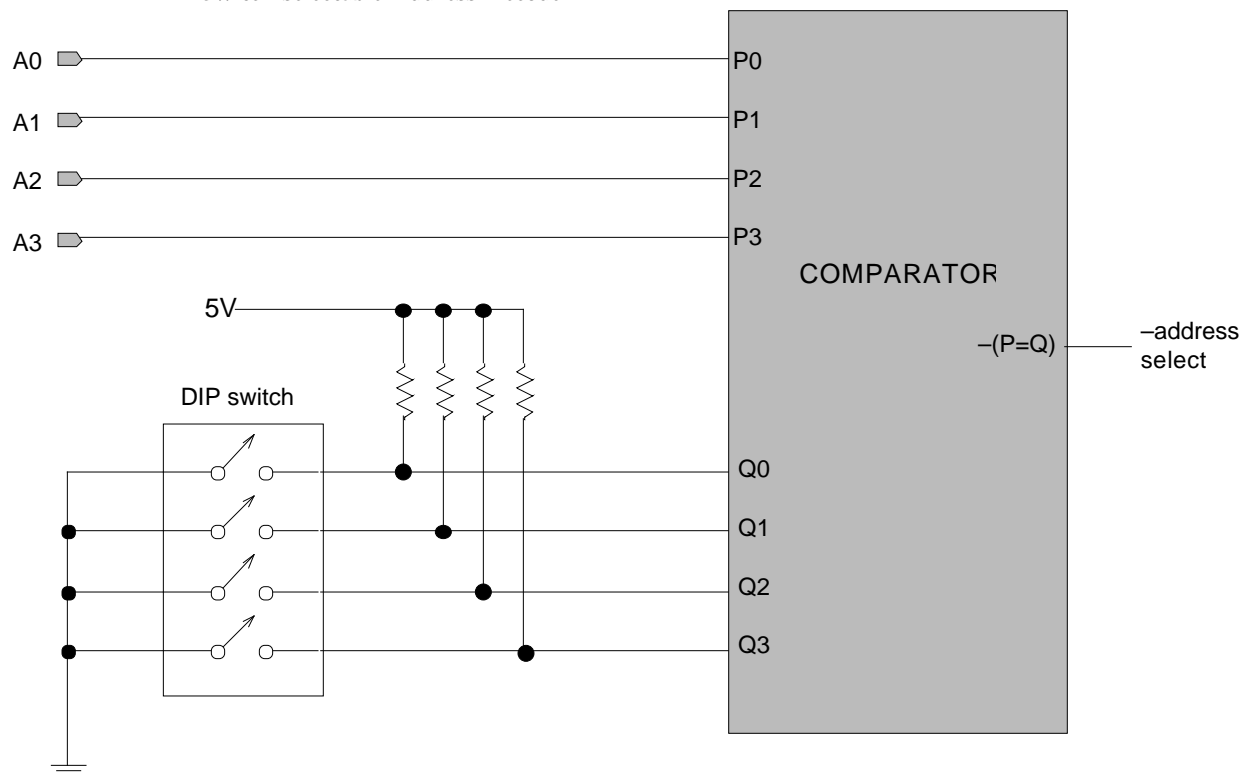 A0
P0
A1
P1
A2
P2
A3
P3
COMPARATOR
5V
–(P=Q)
–address
select
DIP switch
Q0
Q1
Q2
Q3